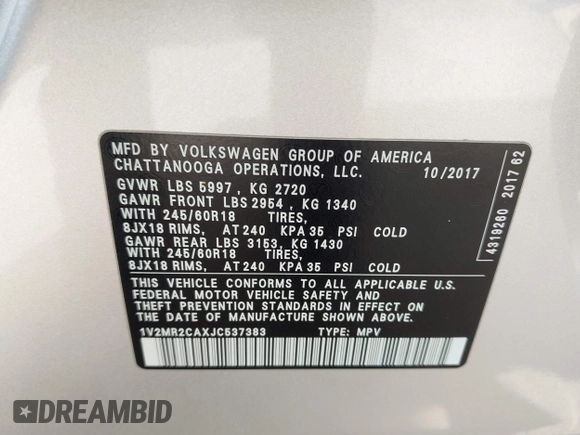 MFD BY VOLKSWAGEN GROUP OF AMERICA
CHATTANOOGA OPERATIONS, LLC. 10/2017
GVWR LBS 5997 , KG 2720
GAWR FRONT LBS 2954 , KG 1340
WITH 245/60R18 TIRES,
8JX18 RIMS, AT 240 KPA 35 PSI COLD
GAWR REAR LBS 3153, KG 1430
WITH 245/60R18 TIRES,
8JX18 RIMS, AT 240 KPA 35 PSI COLD
THIS VEHICLE CONFORMS TO ALL APPLICABLE U.S.
FEDERAL MOTOR VEHICLE SAFETY AND
THEFT PREVENTION STANDARDS IN EFFECT ON
THE DATE OF MANUFACTURE SHOWN ABOVE.
1V2MR2CAXJC537383 TYPE: MPV
4319260 2017 62
DREAMBID